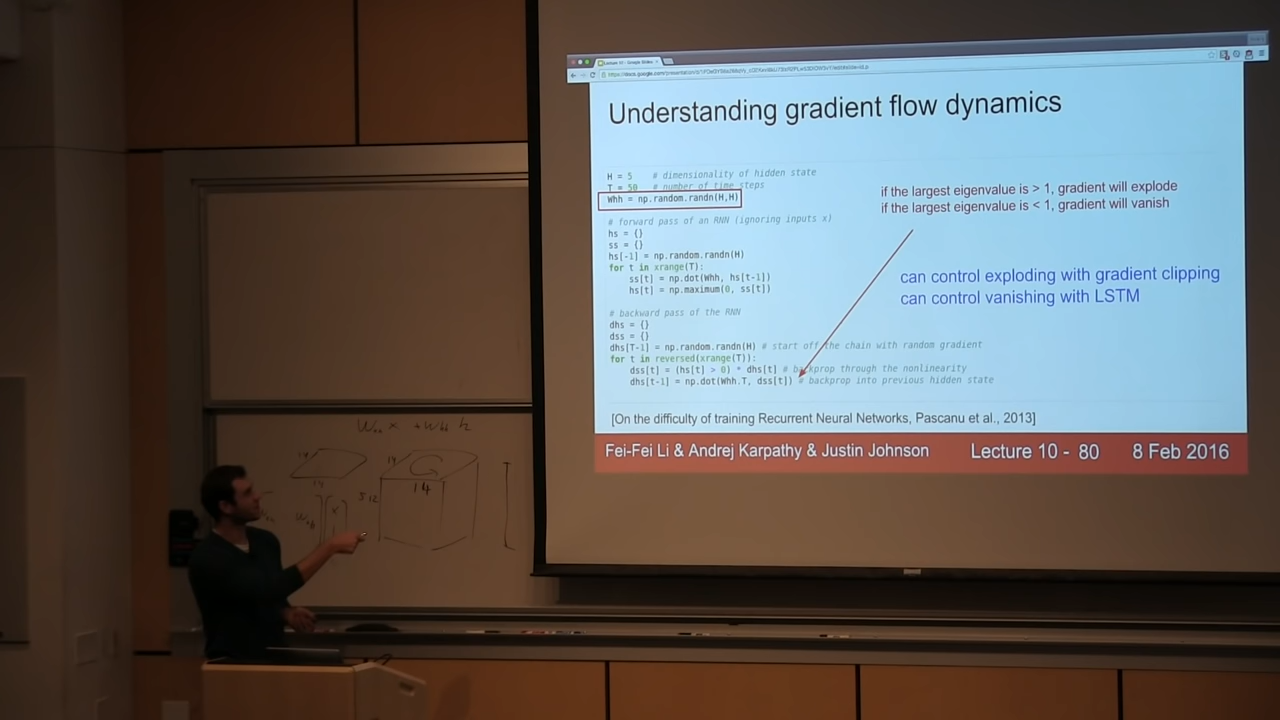 Understanding gradient flow dynamics
H = 5 # dimensionality of hidden state
T = 50 # number of time steps
Whh = np.random.randn(H,H)
# forward pass of an RNN (ignoring inputs x)
hs = {}
ss = {}
hs[-1] = np.random.randn(H)
for t in xrange(T):
ss[t] = np.dot(Whh, hs[t-1])
hs[t] = np.maximum(0, ss[t])
# backward pass of the RNN
dhs = {}
dss = {}
dhs[T-1] = np.random.randn(H) # start off the chain with random gradient
for t in reversed(xrange(T)):
dss[t] = (hs[t] > 0) * dhs[t] # backprop through the nonlinearity
dhs[t-1] = np.dot(Whh.T, dss[t]) # backprop into previous hidden state
if the largest eigenvalue is > 1, gradient will explode
if the largest eigenvalue is < 1, gradient will vanish
can control exploding with gradient clipping
can control vanishing with LSTM
[On the difficulty of training Recurrent Neural Networks, Pascanu et al., 2013]
Fei-Fei Li & Andrej Karpathy & Justin Johnson Lecture 10 - 80 8 Feb 2016
14
14
14
14
512